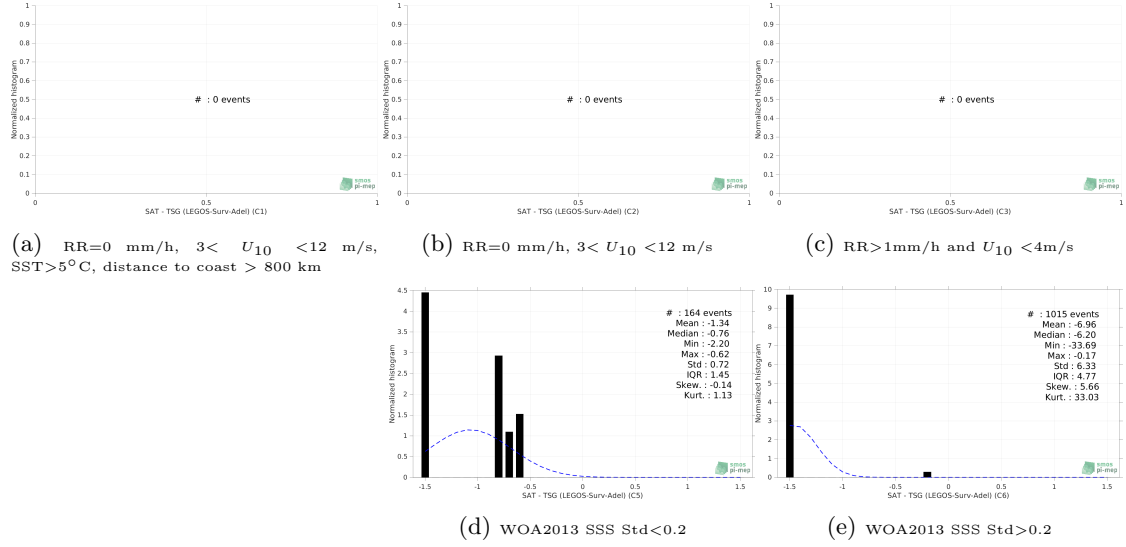 1
0.9
0.8
0.7
0.6
0.5
0.4
0.3
0.2
0.1
0
Normalized histogram
# : 0 events
smos
pi-mep
0 0.5 1
SAT - TSG (LEGOS-Surv-Adel) (C1)
(a) RR=0 mm/h, 3< U10 <12 m/s,
SST>5°C, distance to coast > 800 km
1
0.9
0.8
0.7
0.6
0.5
0.4
0.3
0.2
0.1
0
Normalized histogram
# : 0 events
smos
pi-mep
0 0.5 1
SAT - TSG (LEGOS-Surv-Adel) (C2)
(b) RR=0 mm/h, 3< U10 <12 m/s
1
0.9
0.8
0.7
0.6
0.5
0.4
0.3
0.2
0.1
0
Normalized histogram
# : 0 events
smos
pi-mep
0 0.5 1
SAT - TSG (LEGOS-Surv-Adel) (C3)
(c) RR>1mm/h and U10 <4m/s
4.5
4
3.5
3
2.5
2
1.5
1
0.5
0
Normalized histogram
# : 164 events
Mean : -1.34
Median : -0.76
Min : -2.20
Max : -0.62
Std : 0.72
IQR : 1.45
Skew. : -0.14
Kurt. : 1.13
smos
pi-mep
-1.5 -1 -0.5 0 0.5 1 1.5
SAT - TSG (LEGOS-Surv-Adel) (C5)
(d) WOA2013 SSS Std<0.2
10
9
8
7
6
5
4
3
2
1
0
Normalized histogram
# : 1015 events
Mean : -6.96
Median : -6.20
Min : -33.69
Max : -0.17
Std : 6.33
IQR : 4.77
Skew. : 5.66
Kurt. : 33.03
smos
pi-mep
-1.5 -1 -0.5 0 0.5 1 1.5
SAT - TSG (LEGOS-Surv-Adel) (C6)
(e) WOA2013 SSS Std>0.2